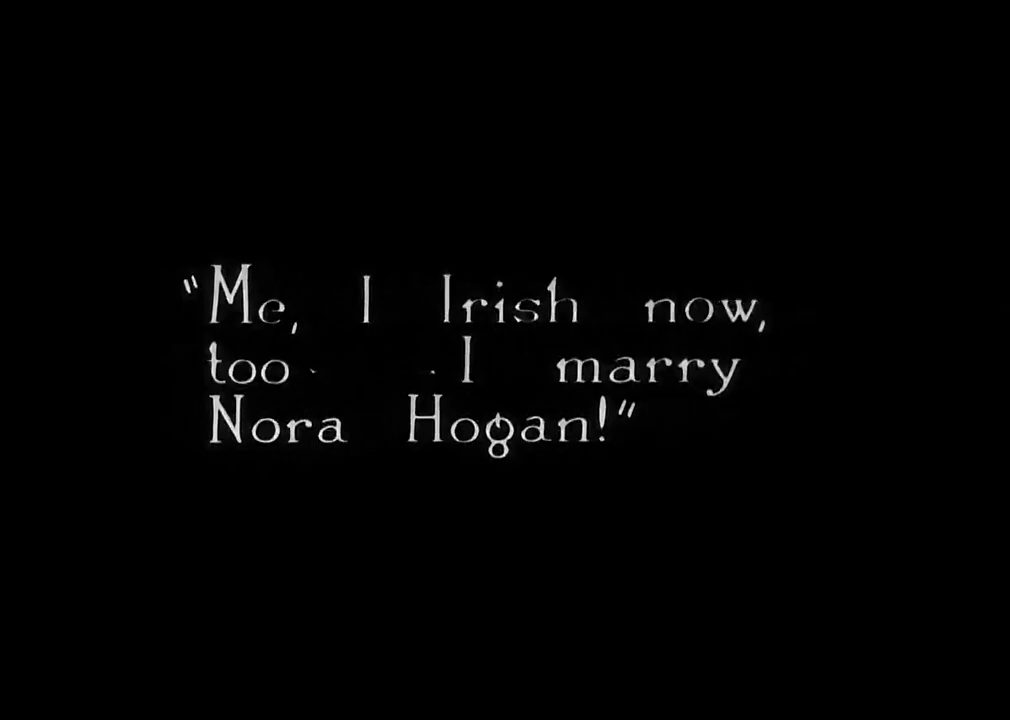 "Me, I Irish now,
too · · I marry
Nora Hogan!"